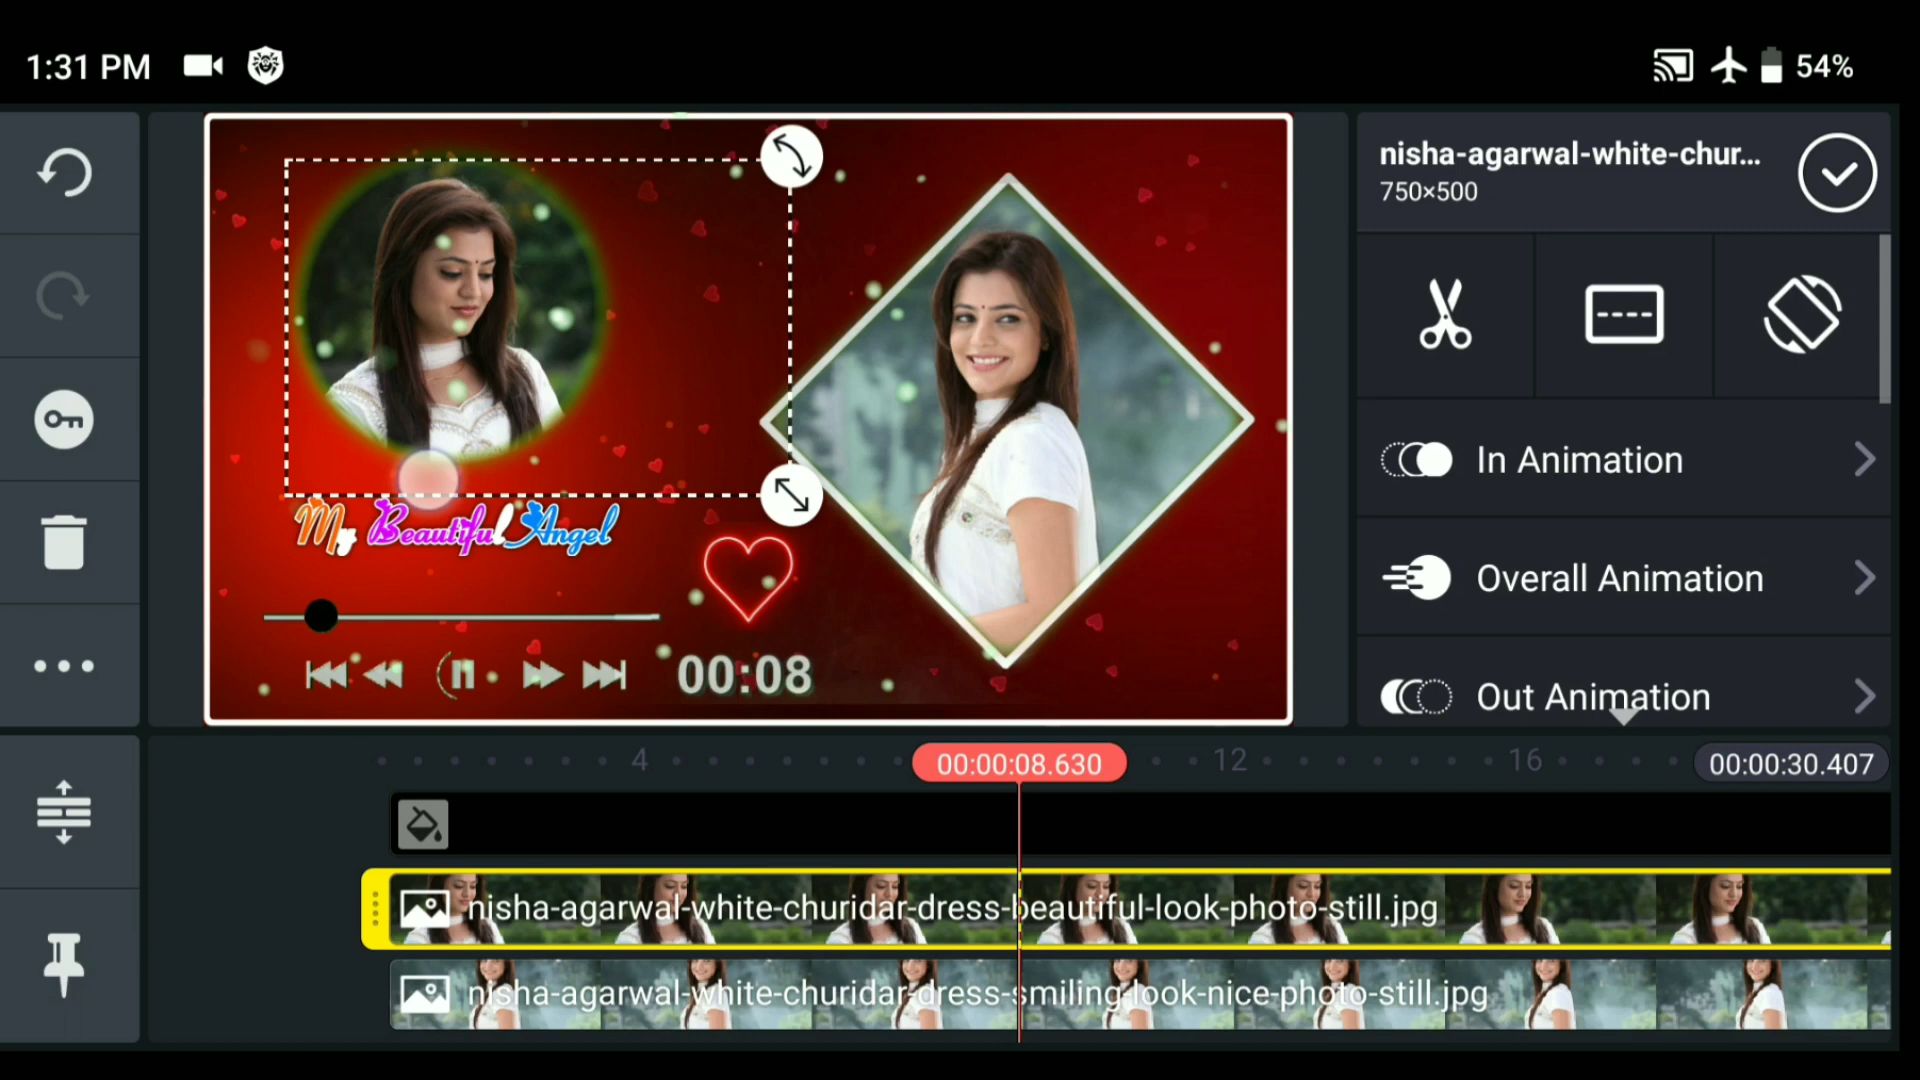 1:31 PM
54%
nisha-agarwal-white-chur...
750×500
In Animation
Overall Animation
Out Animation
My Beautiful Angel
00:08
4
00:00:08.630
12
16
00:00:30.407
nisha-agarwal-white-churidar-dress-beautiful-look-photo-still.jpg
nisha-agarwal-white-churidar-dress-smiling-look-nice-photo-still.jpg